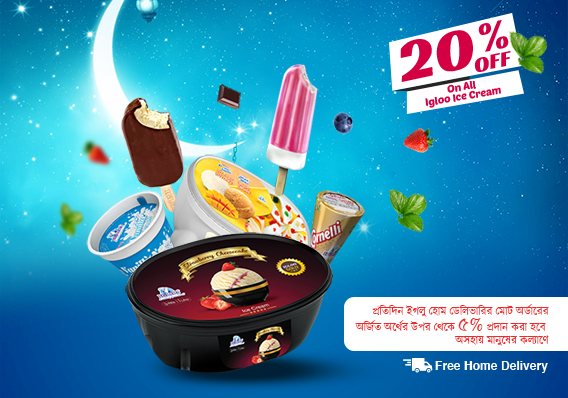 20%
OFF
On All
Igloo Ice Cream
ornelli
Strawberry Cheesecake
প্রতিদিন ইগলু হোম ডেলিভারির মোট অর্ডারের
অর্জিত অর্থের উপর থেকে ৫% প্রদান করা হবে
অসহায় মানুষের কল্যাণে
Free Home Delivery